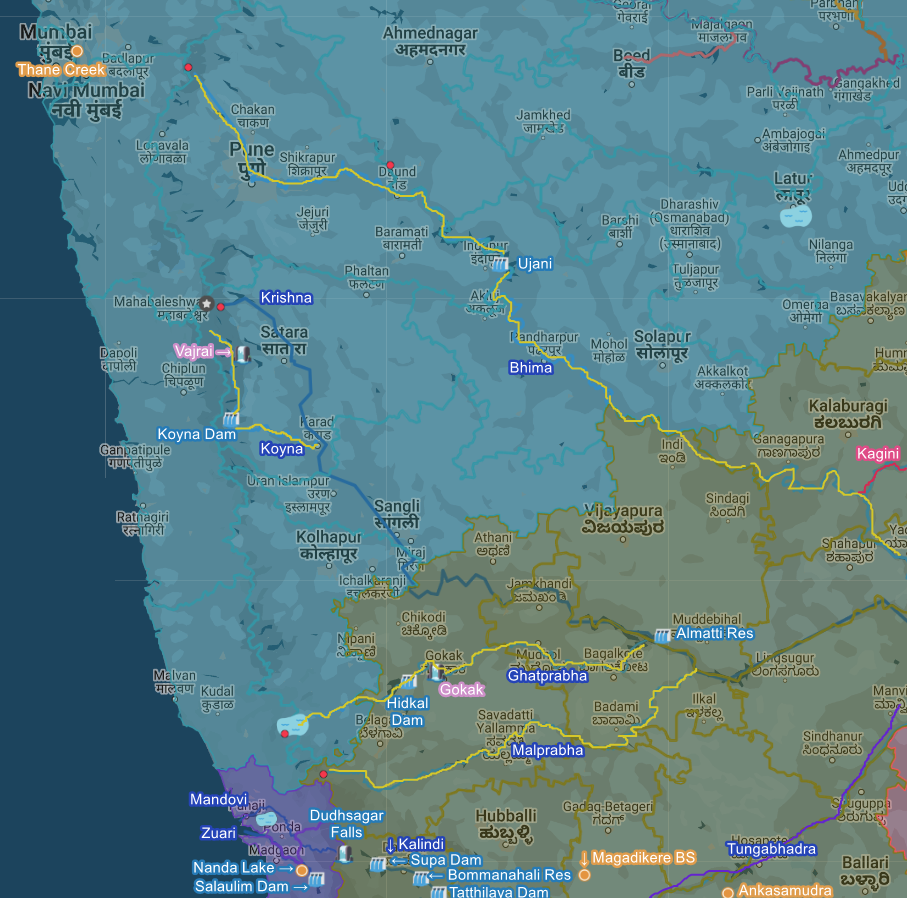 Mumbai
मुंबई
Thane Creek
Navi Mumbai
नवी मुंबई
Badlapur
बदलापूर
Ahmednagar
अहमदनगर
गेवराई
Majalgaon
माजलगाव
परभणी
Beed
बीड
Parli Vaijnath
परळी
Gangakhed
गंगाखेड
Chakan
चाकण
Lonavala
लोणावळा
Pune
पुणे
Shikrapur
शिक्रापूर
Daund
दौंड
Jamkhed
जामखेड
Ambajogai
अंबेजोगाई
Ahmedpur
अहमदपूर
Latur
लातूर
Jejuri
जेजुरी
Baramati
बारामती
Indapur
इंदापूर
Ujani
Barshi
बार्शी
Dharashiv
(Osmanabad)
धाराशिव
(उस्मानाबाद)
Nilanga
निलंगा
Phaltan
फलटण
Tuljapur
तुळजापूर
Akluj
अकलूज
Mahabaleshwar
महाबळेश्वर
Krishna
Omerga
ओमेर्गा
Basavakalyan
ಬಸವಕಲ್ಯಾಣ
Satara
सातारा
Pandharpur
पंढरपूर
Mohol
मोहोळ
Solapur
सोलापूर
Vajrai →
Dapoli
दापोली
Chiplun
चिपळूण
Bhima
Akkalkot
अक्कलकोट
Kalaburagi
ಕಲಬುರಗಿ
Koyna Dam
Karad
कराड
Koyna
Ganpatipule
गणपतीपुळे
Indi
ಇಂಡಿ
Ganagapura
ಗಾಣಗಾಪುರ
Kagini
Uran Islampur
उरण
इस्लामपूर
Ratnagiri
रत्नागिरी
Sangli
सांगली
Vijayapura
ವಿಜಯಪುರ
Sindagi
ಸಿಂದಗಿ
Kolhapur
कोल्हापूर
Miraj
मिरज
Athani
ಅಥಣಿ
Shahapur
ಶಹಾಪುರ
Ichalkaranji
इचलकरंजी
Jamkhandi
ಜಮಖಂಡಿ
Chikodi
ಚಿಕ್ಕೋಡಿ
Nipani
ನಿಪ್ಪಾಣಿ
Muddebihal
Almatti Res
Gokak
Gokak
Mudhol
Bagalkote
ಬಾಗಲಕೋಟ
Lingsugur
ಲಿಂಗಸುಗೂರು
Ghatprabha
Malvan
मालवण
Kudal
कुडाळ
Hidkal
Dam
Belagavi
ಬೆಳಗಾವಿ
Savadatti
Yallamma
Badami
ಬಾದಾಮಿ
Ilkal
ಇಳಕಲ್ಲ
Manvi
Malprabha
Sindhanur
ಸಿಂಧನೂರು
Mandovi
Panaji
Ponda
Zuari
Madgaon
Dudhsagar
Falls
Hubballi
ಹುಬ್ಬಳ್ಳಿ
Gadag-Betageri
ಗದಗ್
Siruguppa
Hosapete
Tungabhadra
Nanda Lake →
Salaulim Dam →
↓ Kalindi
← Supa Dam
← Bommanahali Res
Tatthilaya Dam
↓ Magadikere BS
Ankasamudra
Ballari
ಬಳ್ಳಾರಿ